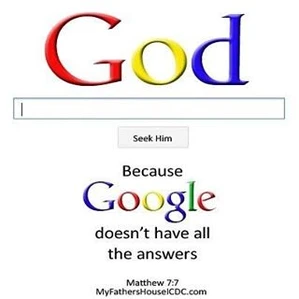 God
Seek Him
Because
Google
doesn't have all
the answers
Matthew 7:7
MyFathersHouseICDC.com